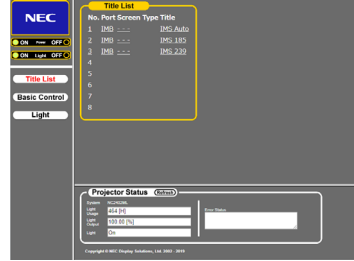 NEC
ON Power OFF
ON Light OFF
Title List
Basic Control
Light
Title List
No. Port Screen Type Title
1 IMB - - - IMS Auto
2 IMB - - - IMS 185
3 IMB - - - IMS 239
4
5
6
7
8
Projector Status (Refresh)
System
Light Usage 464 [H]
Light Output 100.00 [%]
Light On
Error Status
Copyright © NEC Display Solutions, Ltd. 2002 - 2019